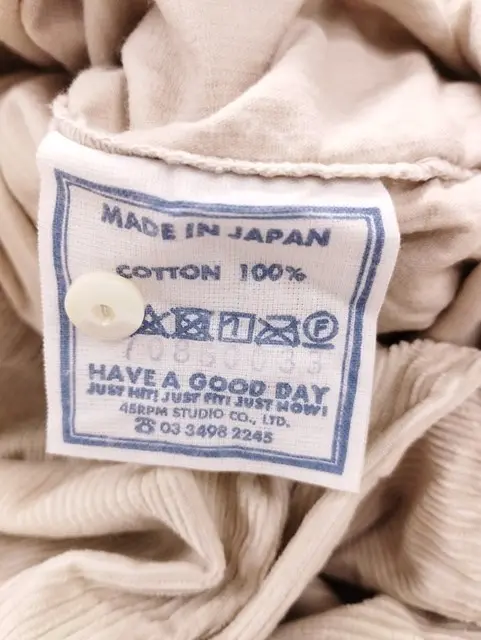 MADE IN JAPAN
COTTON 100%
F
HAVE A GOOD DAY
JUST HIT! JUST FIT! JUST NOW!
45RPM STUDIO CO., LTD.
☎ 03 3498 2245